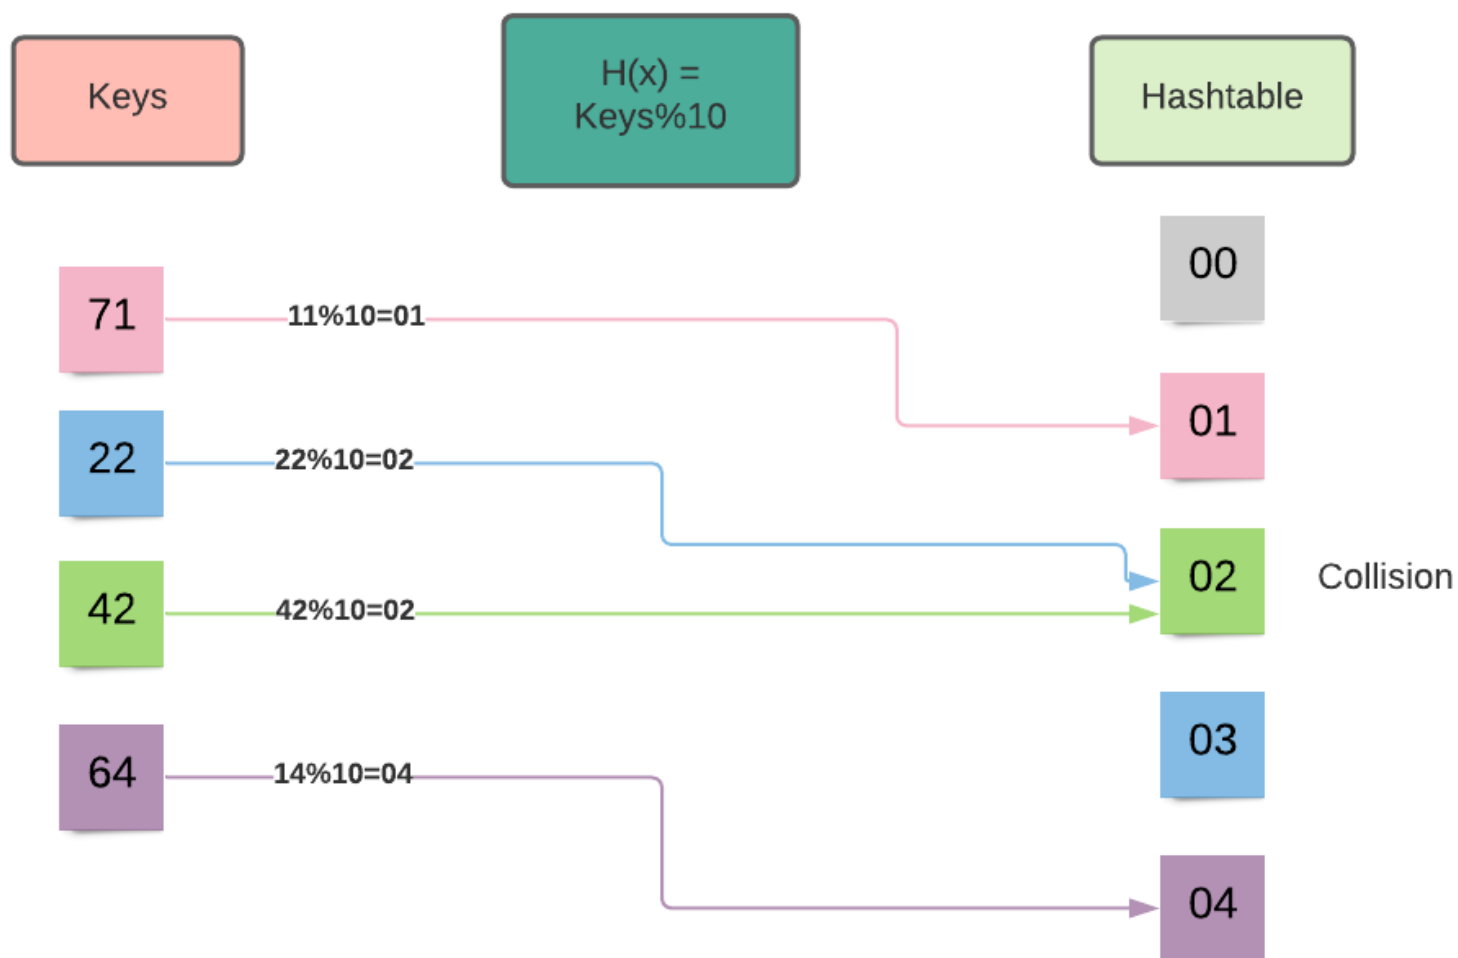 Keys
H(x) =
Keys%10
Hashtable
00
71
11%10=01
01
22
22%10=02
02
Collision
42
42%10=02
03
64
14%10=04
04